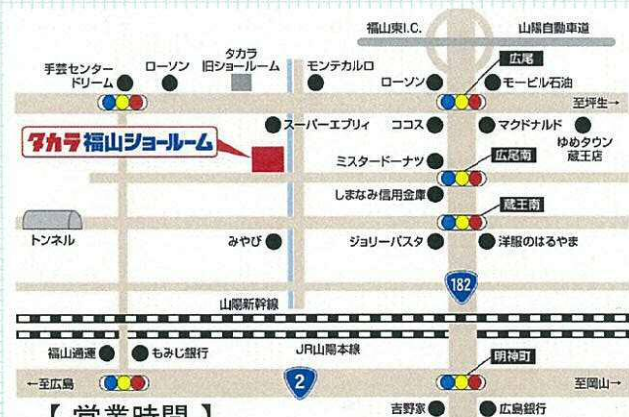 福山東I.C.
山陽自動車道
手芸センター
ドリーム
ローソン
タカラ
旧ショールーム
モンテカルロ
ローソン
広尾
モービル石油
至坪生→
タカラ福山ショールーム
スーパーエブリィ
ココス
マクドナルド
ゆめタウン
蔵王店
ミスタードーナツ
広尾南
しまなみ信用金庫
蔵王南
トンネル
みやび
ジョリーパスタ
洋服のはるやま
182
山陽新幹線
JR山陽本線
福山通運
もみじ銀行
明神町
←至広島
2
至岡山→
【営業時間】
吉野家
広島銀行